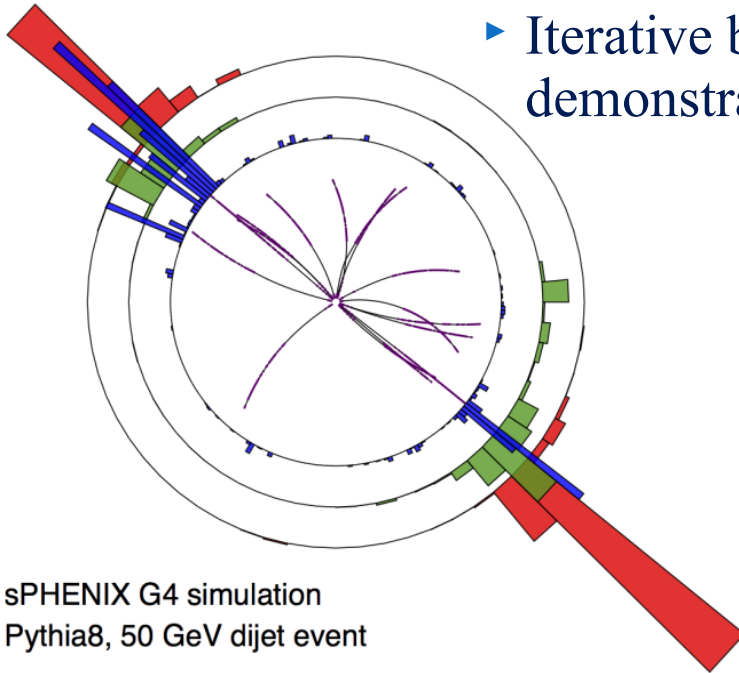 ▸ Iterative
demonstra
sPHENIX G4 simulation
Pythia8, 50 GeV dijet event